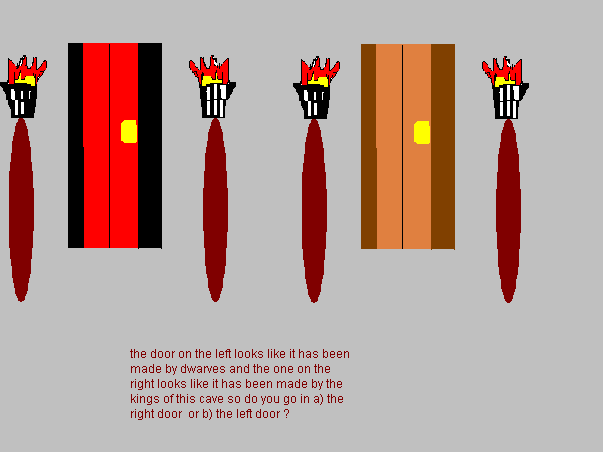 the door on the left looks like it has been
made by dwarves and the one on the
right looks like it has been made by the
kings of this cave so do you go in a) the
right door  or b) the left door ?